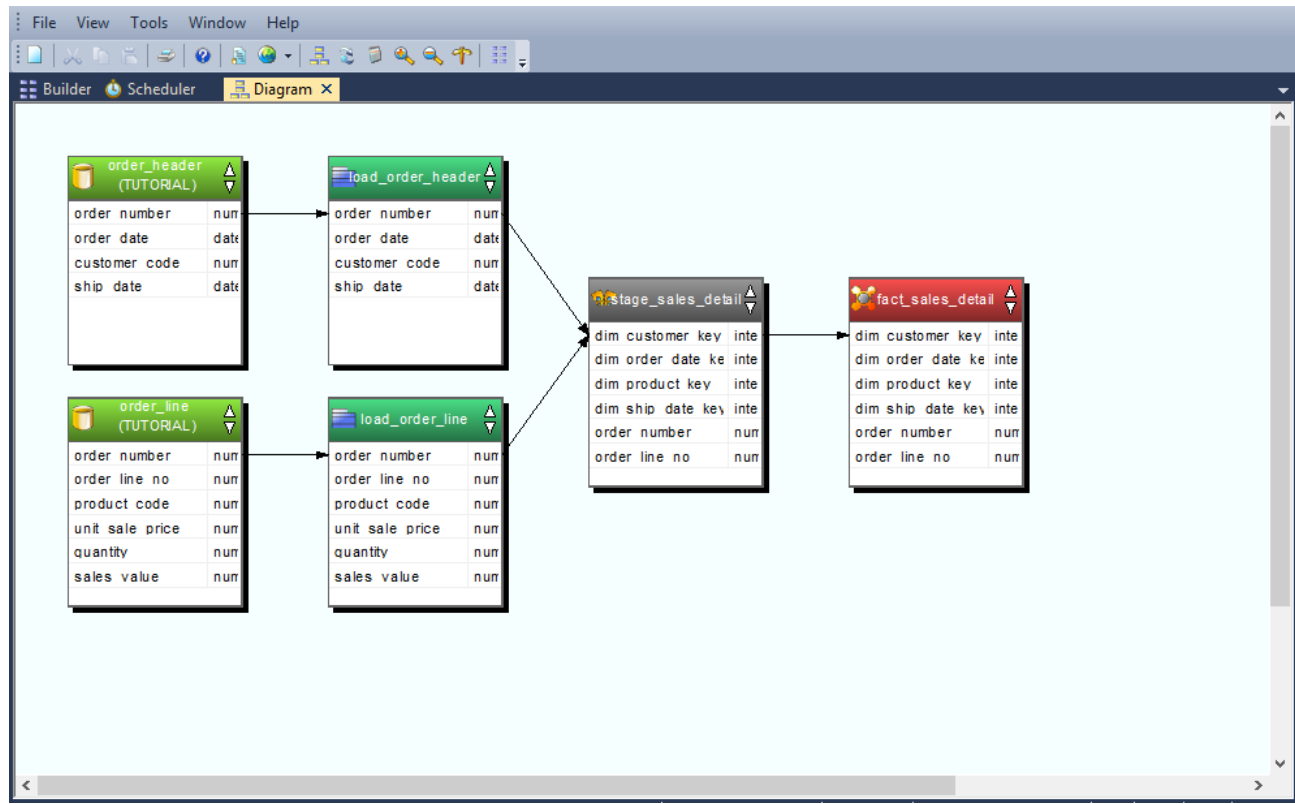 File View Tools Window Help
Builder Scheduler Diagram
order_header
(TUTORIAL)
order number num
order date date
customer code num
ship date date
load_order_header
order number num
order date date
customer code num
ship date date
order_line
(TUTORIAL)
order number num
order line no num
product code num
unit sale price num
quantity num
sales value num
load_order_line
order number num
order line no num
product code num
unit sale price num
quantity num
sales value num
stage_sales_detail
dim customer key inte
dim order date ke inte
dim product key inte
dim ship date key inte
order number num
order line no num
fact_sales_detail
dim customer key inte
dim order date ke inte
dim product key inte
dim ship date key inte
order number num
order line no num